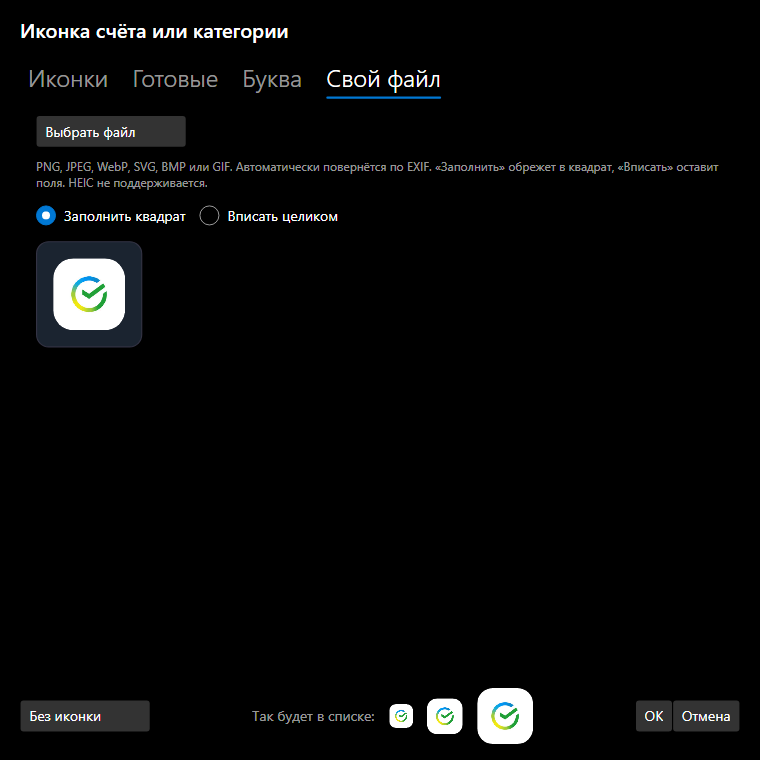 Иконка счёта или категории
Иконки Готовые Буква Свой файл
Выбрать файл
PNG, JPEG, WebP, SVG, BMP или GIF. Автоматически повернётся по EXIF. «Заполнить» обрежет в квадрат, «Вписать» оставит
поля. HEIC не поддерживается.
Заполнить квадрат Вписать целиком
Без иконки Так будет в списке: ОК Отмена